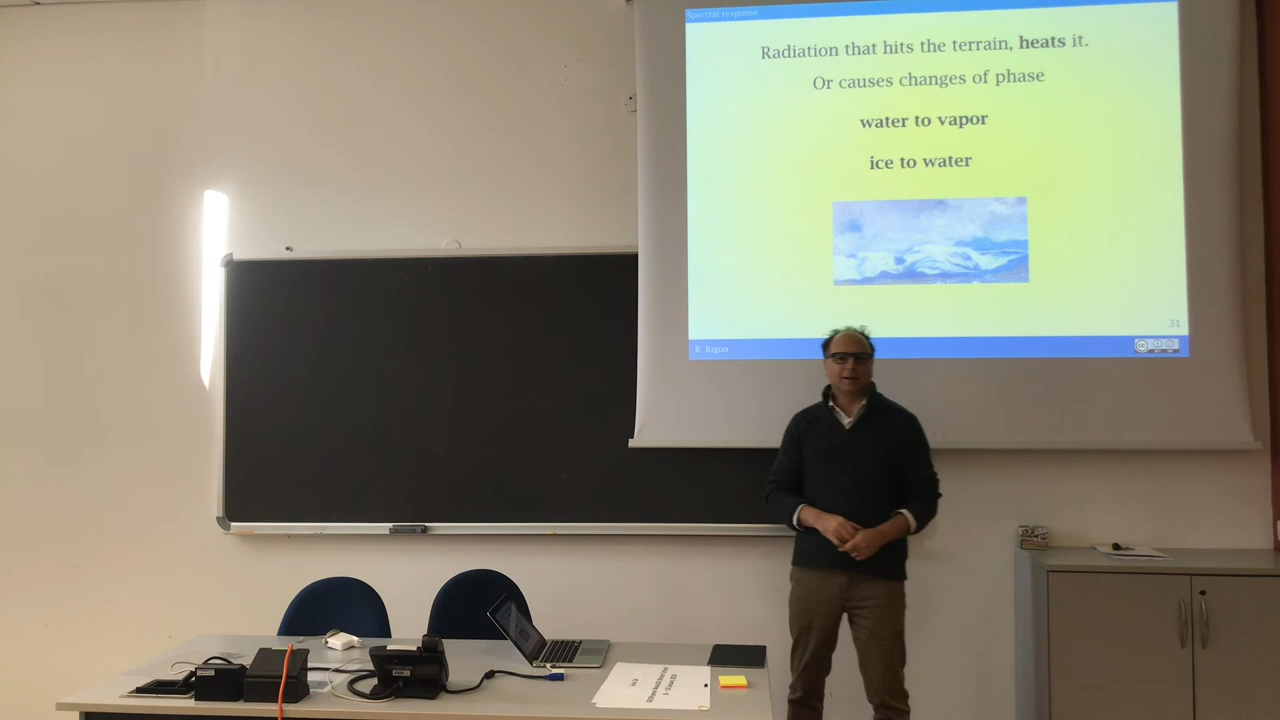 Spectral response
Radiation that hits the terrain, heats it.
Or causes changes of phase
water to vapor
ice to water
31
R. Rigon
cc